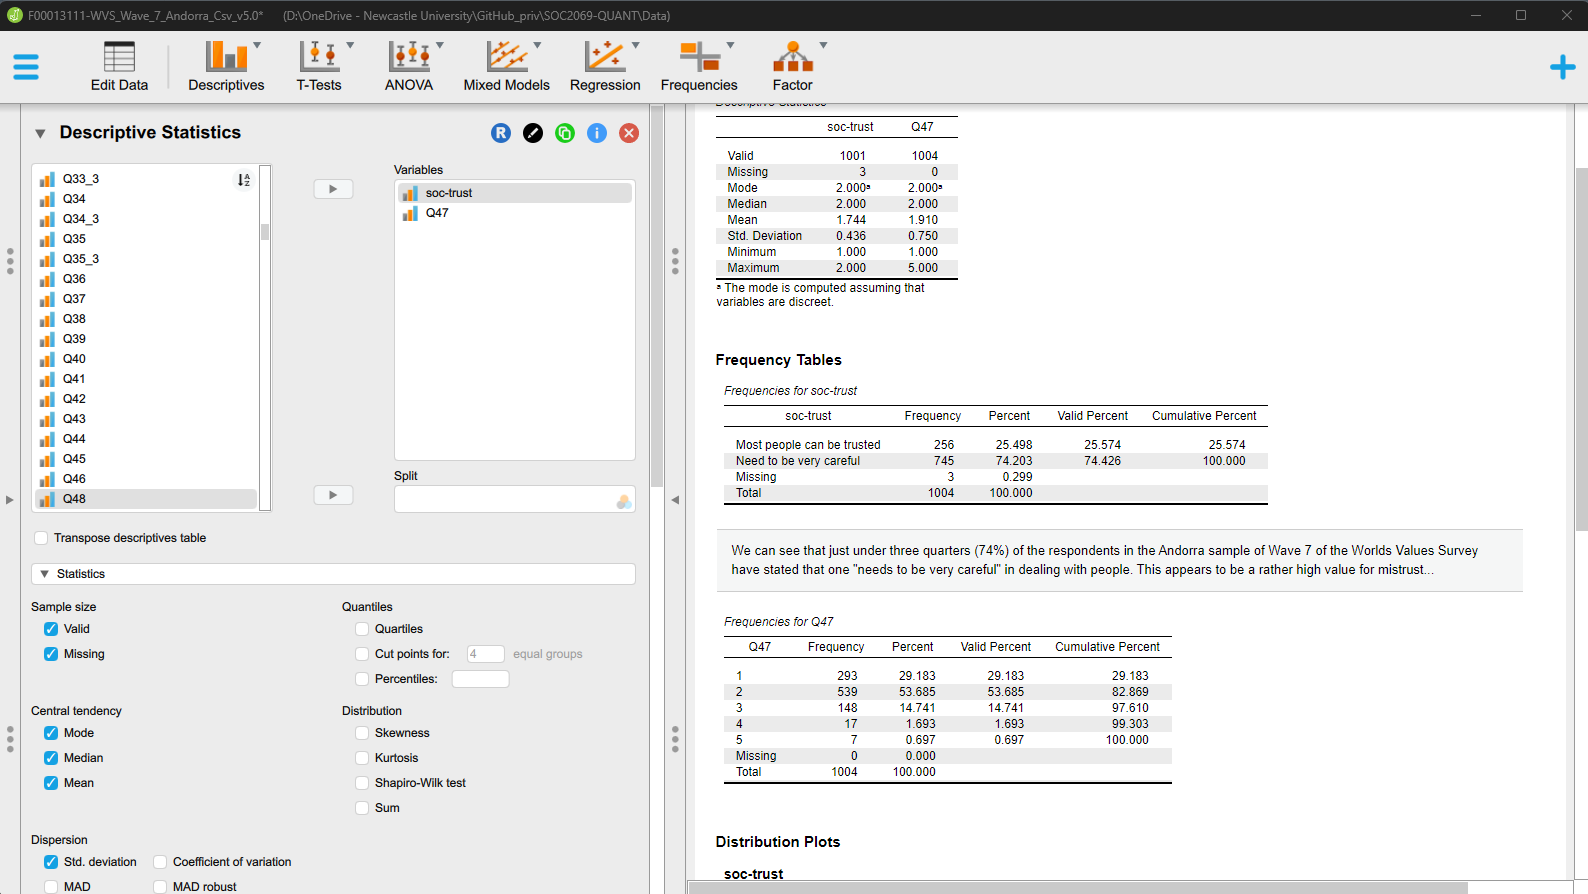 F00013111-WVS_Wave_7_Andorra_Csv_v5.0* (D:\OneDrive - Newcastle University\GitHub_priv\SOC2069-QUANT\Data)
Edit Data Descriptives T-Tests ANOVA Mixed Models Regression Frequencies Factor
Descriptive Statistics
R i
Q33_3
Q34
Q34_3
Q35
Q35_3
Q36
Q37
Q38
Q39
Q40
Q41
Q42
Q43
Q44
Q45
Q46
Q48
Variables
soc-trust
Q47
Split
Transpose descriptives table
Statistics
Sample size
Valid
Missing
Quantiles
Quartiles
Cut points for: 4 equal groups
Percentiles:
Central tendency
Mode
Median
Mean
Distribution
Skewness
Kurtosis
Shapiro-Wilk test
Sum
Dispersion
Std. deviation Coefficient of variation
MAD MAD robust
Descriptive Statistics
soc-trust Q47
Valid 1001 1004
Missing 3 0
Mode 2.000ᵃ 2.000ᵃ
Median 2.000 2.000
Mean 1.744 1.910
Std. Deviation 0.436 0.750
Minimum 1.000 1.000
Maximum 2.000 5.000
ᵃ The mode is computed assuming that
variables are discreet.
Frequency Tables
Frequencies for soc-trust
soc-trust Frequency Percent Valid Percent Cumulative Percent
Most people can be trusted 256 25.498 25.574 25.574
Need to be very careful 745 74.203 74.426 100.000
Missing 3 0.299
Total 1004 100.000
We can see that just under three quarters (74%) of the respondents in the Andorra sample of Wave 7 of the Worlds Values Survey
have stated that one "needs to be very careful" in dealing with people. This appears to be a rather high value for mistrust...
Frequencies for Q47
Q47 Frequency Percent Valid Percent Cumulative Percent
1 293 29.183 29.183 29.183
2 539 53.685 53.685 82.869
3 148 14.741 14.741 97.610
4 17 1.693 1.693 99.303
5 7 0.697 0.697 100.000
Missing 0 0.000
Total 1004 100.000
Distribution Plots
soc-trust